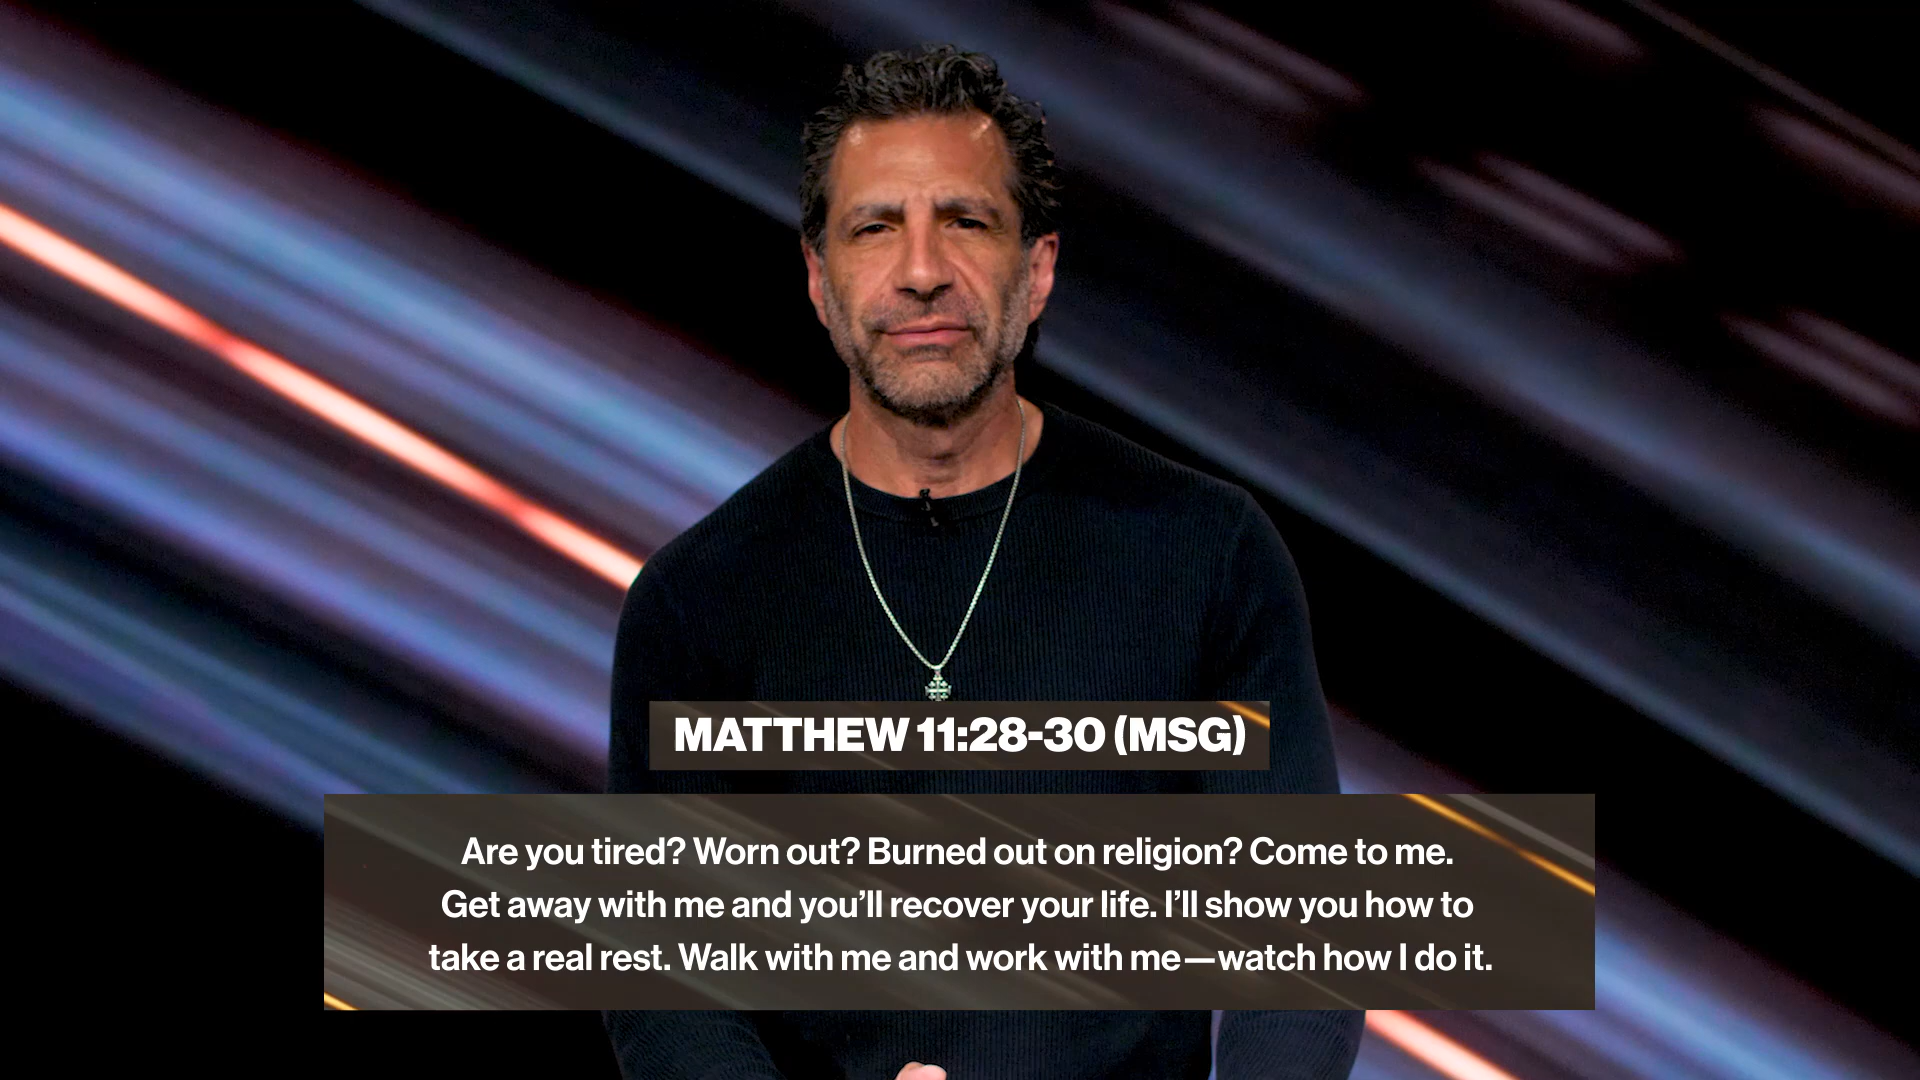 MATTHEW 11:28-30 (MSG)
Are you tired? Worn out? Burned out on religion? Come to me.
Get away with me and you’ll recover your life. I’ll show you how to
take a real rest. Walk with me and work with me—watch how I do it.